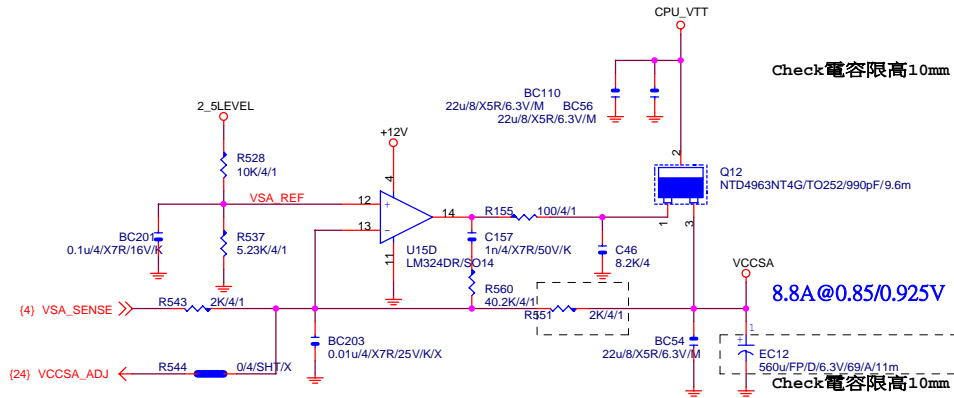 CPU_VTT
Check電容限高10mm
BC110
22u/8/X5R/6.3V/M
BC56
22u/8/X5R/6.3V/M
2_5LEVEL
+12V
2
Q12
NTD4963NT4G/TO252/990pF/9.6m
R528
10K/4/1
4
VSA_REF
12
+
13
-
14
11
R155
100/4/1
1
3
BC201
0.1u/4/X7R/16V/K
R537
5.23K/4/1
U15D
LM324DR/SO14
C157
1n/4/X7R/50V/K
C46
8.2K/4
R560
40.2K/4/1
VCCSA
8.8A@0.85/0.925V
{4} VSA_SENSE
R543
2K/4/1
R551
2K/4/1
BC203
0.01u/4/X7R/25V/K/X
BC54
22u/8/X5R/6.3V/M
1
+
EC12
560u/FP/D/6.3V/69/A/11m
{24} VCCSA_ADJ
R544
0/4/SHT/X
Check電容限高10mm